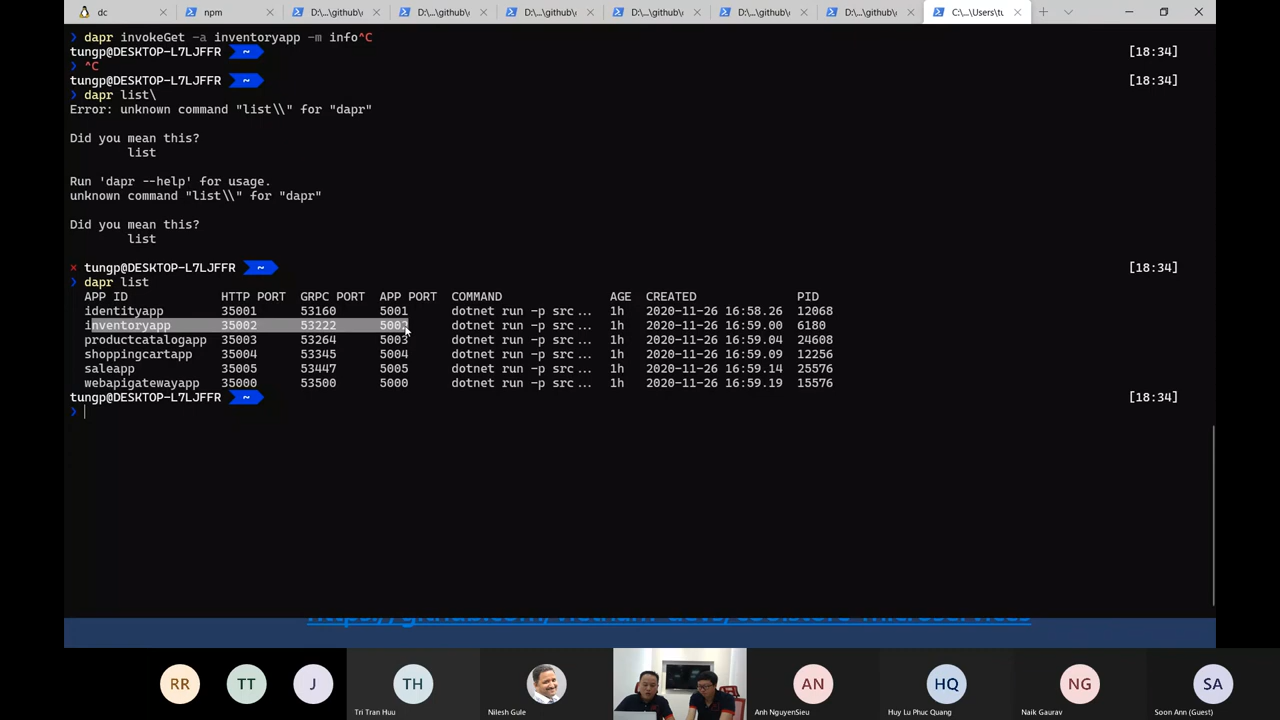 dc
npm
D:\...\github\
D:\...\github\
D:\...\github\
D:\...\github\
D:\...\github\
D:\...\github\
C:\...\Users\tu
❯ dapr invokeGet -a inventoryapp -m info^C
tungp@DESKTOP-L7LJFFR ~ [18:34]
❯ ^C
tungp@DESKTOP-L7LJFFR ~ [18:34]
❯ dapr list\
Error: unknown command "list\\" for "dapr"
Did you mean this?
list
Run 'dapr --help' for usage.
unknown command "list\\" for "dapr"
Did you mean this?
list
× tungp@DESKTOP-L7LJFFR ~ [18:34]
❯ dapr list
APP ID HTTP PORT GRPC PORT APP PORT COMMAND AGE CREATED PID
identityapp 35001 53160 5001 dotnet run -p src... 1h 2020-11-26 16:58.26 12068
inventoryapp 35002 53222 5002 dotnet run -p src... 1h 2020-11-26 16:59.00 6180
productcatalogapp 35003 53264 5003 dotnet run -p src... 1h 2020-11-26 16:59.04 24608
shoppingcartapp 35004 53345 5004 dotnet run -p src... 1h 2020-11-26 16:59.09 12256
saleapp 35005 53447 5005 dotnet run -p src... 1h 2020-11-26 16:59.14 25576
webapigatewayapp 35000 53500 5000 dotnet run -p src... 1h 2020-11-26 16:59.19 15576
tungp@DESKTOP-L7LJFFR ~ [18:34]
❯
https://github.com/vietnam-devs/coolstore-microservices
RR
TT
J
TH
AN
HQ
NG
SA
Tri Tran Huu
Nilesh Gule
Anh NguyenSieu
Huy Lu Phuc Quang
Naik Gaurav
Soon Ann (Guest)